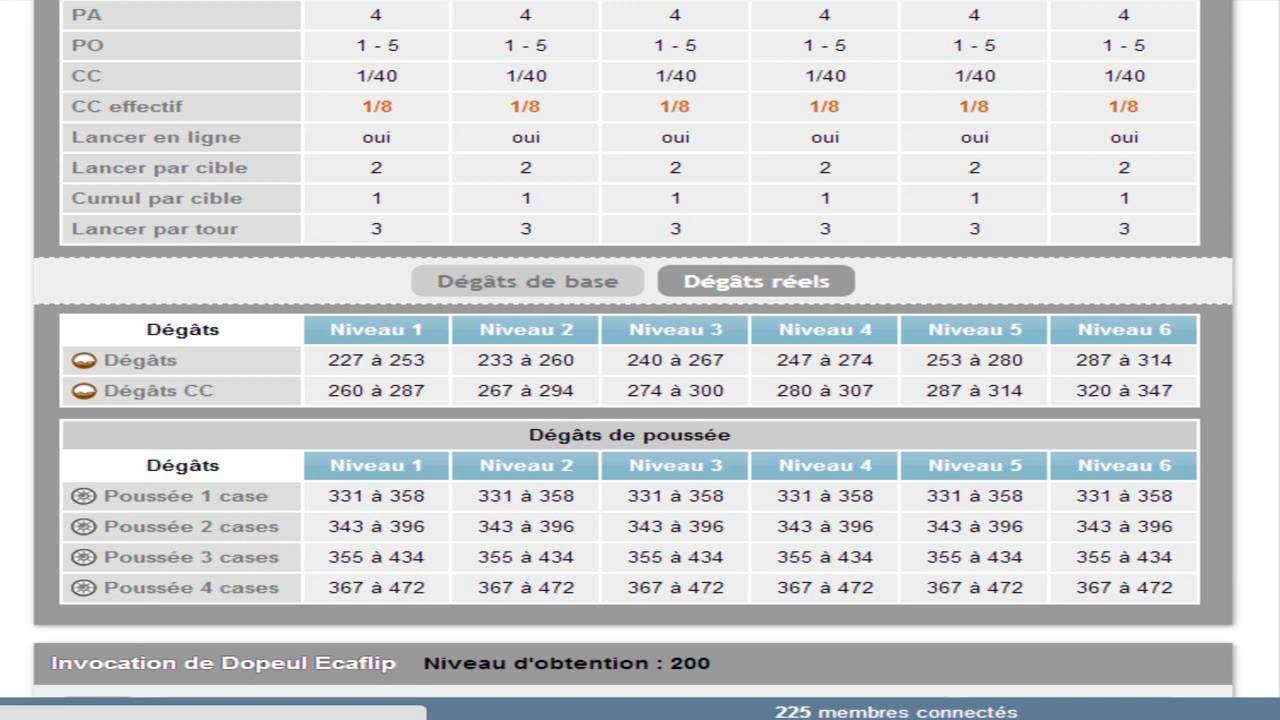 PA 4 4 4 4 4 4
PO 1 - 5 1 - 5 1 - 5 1 - 5 1 - 5 1 - 5
CC 1/40 1/40 1/40 1/40 1/40 1/40
CC effectif 1/8 1/8 1/8 1/8 1/8 1/8
Lancer en ligne oui oui oui oui oui oui
Lancer par cible 2 2 2 2 2 2
Cumul par cible 1 1 1 1 1 1
Lancer par tour 3 3 3 3 3 3
Dégâts de base Dégâts réels
Dégâts Niveau 1 Niveau 2 Niveau 3 Niveau 4 Niveau 5 Niveau 6
Dégâts 227 à 253 233 à 260 240 à 267 247 à 274 253 à 280 287 à 314
Dégâts CC 260 à 287 267 à 294 274 à 300 280 à 307 287 à 314 320 à 347
Dégâts de poussée
Dégâts Niveau 1 Niveau 2 Niveau 3 Niveau 4 Niveau 5 Niveau 6
Poussée 1 case 331 à 358 331 à 358 331 à 358 331 à 358 331 à 358 331 à 358
Poussée 2 cases 343 à 396 343 à 396 343 à 396 343 à 396 343 à 396 343 à 396
Poussée 3 cases 355 à 434 355 à 434 355 à 434 355 à 434 355 à 434 355 à 434
Poussée 4 cases 367 à 472 367 à 472 367 à 472 367 à 472 367 à 472 367 à 472
Invocation de Dopeul Ecaflip Niveau d'obtention : 200
225 membres connectés